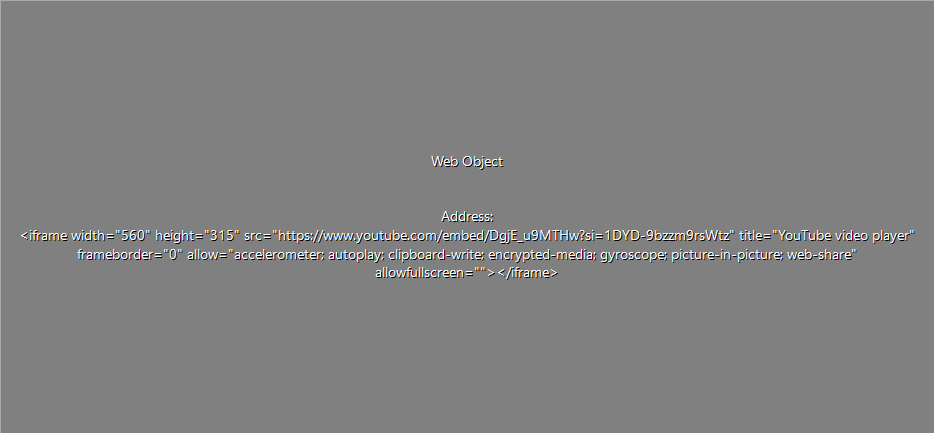 Web Object
Address:
<iframe width="560" height="315" src="https://www.youtube.com/embed/DgjE_u9MTHw?si=1DYD-9bzzm9rsWtz" title="YouTube video player"
frameborder="0" allow="accelerometer; autoplay; clipboard-write; encrypted-media; gyroscope; picture-in-picture; web-share"
allowfullscreen=""></iframe>